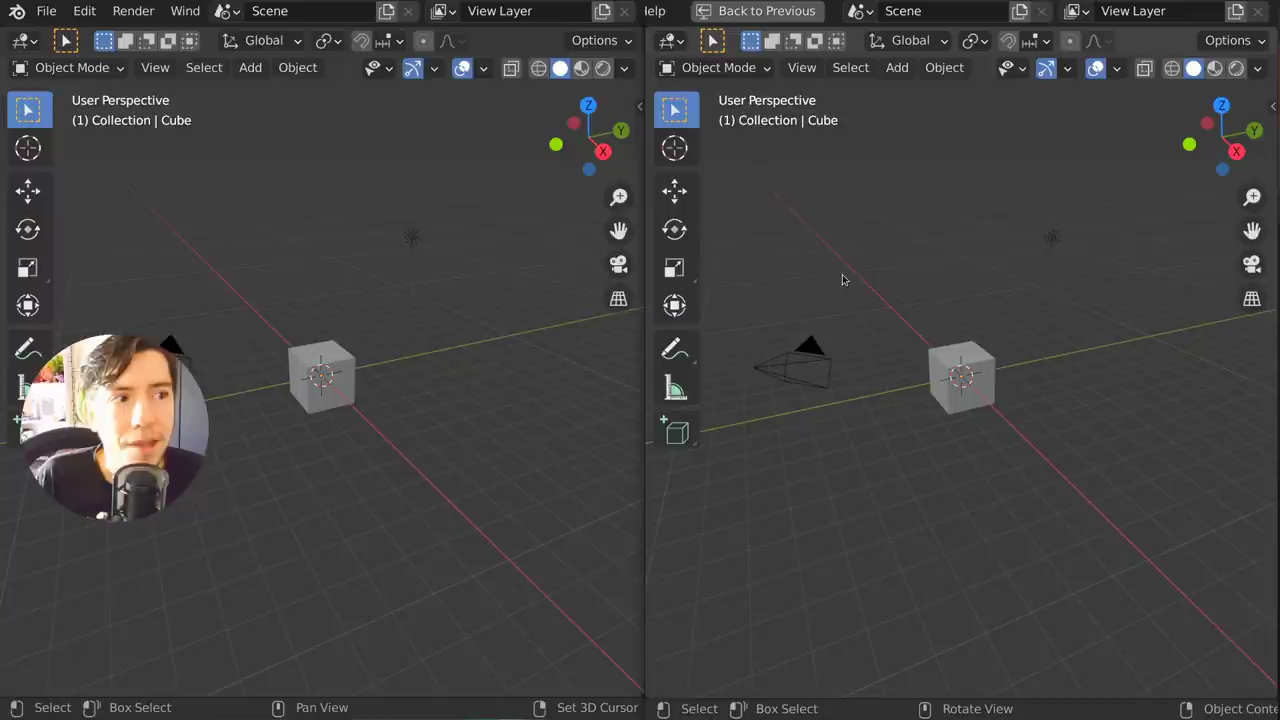 File Edit Render Wind Scene View Layer
elp Back to Previous Scene View Layer
Global Options
Global Options
Object Mode View Select Add Object
Object Mode View Select Add Object
User Perspective
(1) Collection | Cube
User Perspective
(1) Collection | Cube
Z
Y
X
Z
Y
X
Select Box Select Pan View Set 3D Cursor
Select Box Select Rotate View Object Conte